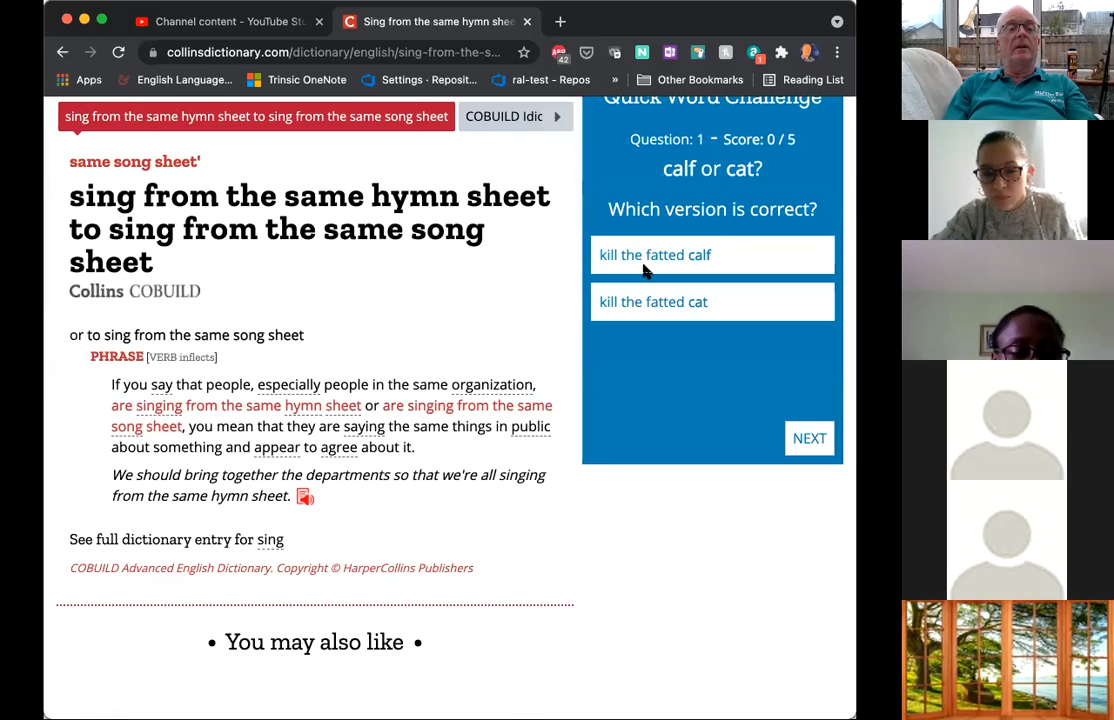 Channel content - YouTube Stu
Sing from the same hymn shee
collinsdictionary.com/dictionary/english/sing-from-the-s...
42
1
Apps
English Language...
Trinsic OneNote
Settings · Reposit...
ral-test - Repos
»
Other Bookmarks
Reading List
sing from the same hymn sheet to sing from the same song sheet
COBUILD Idic
same song sheet'
sing from the same hymn sheet
to sing from the same song
sheet
Collins COBUILD
or to sing from the same song sheet
PHRASE [VERB inflects]
If you say that people, especially people in the same organization,
are singing from the same hymn sheet or are singing from the same
song sheet, you mean that they are saying the same things in public
about something and appear to agree about it.
We should bring together the departments so that we're all singing
from the same hymn sheet.
See full dictionary entry for sing
COBUILD Advanced English Dictionary. Copyright © HarperCollins Publishers
• You may also like •
Quick Word Challenge
Question: 1 - Score: 0 / 5
calf or cat?
Which version is correct?
kill the fatted calf
kill the fatted cat
NEXT